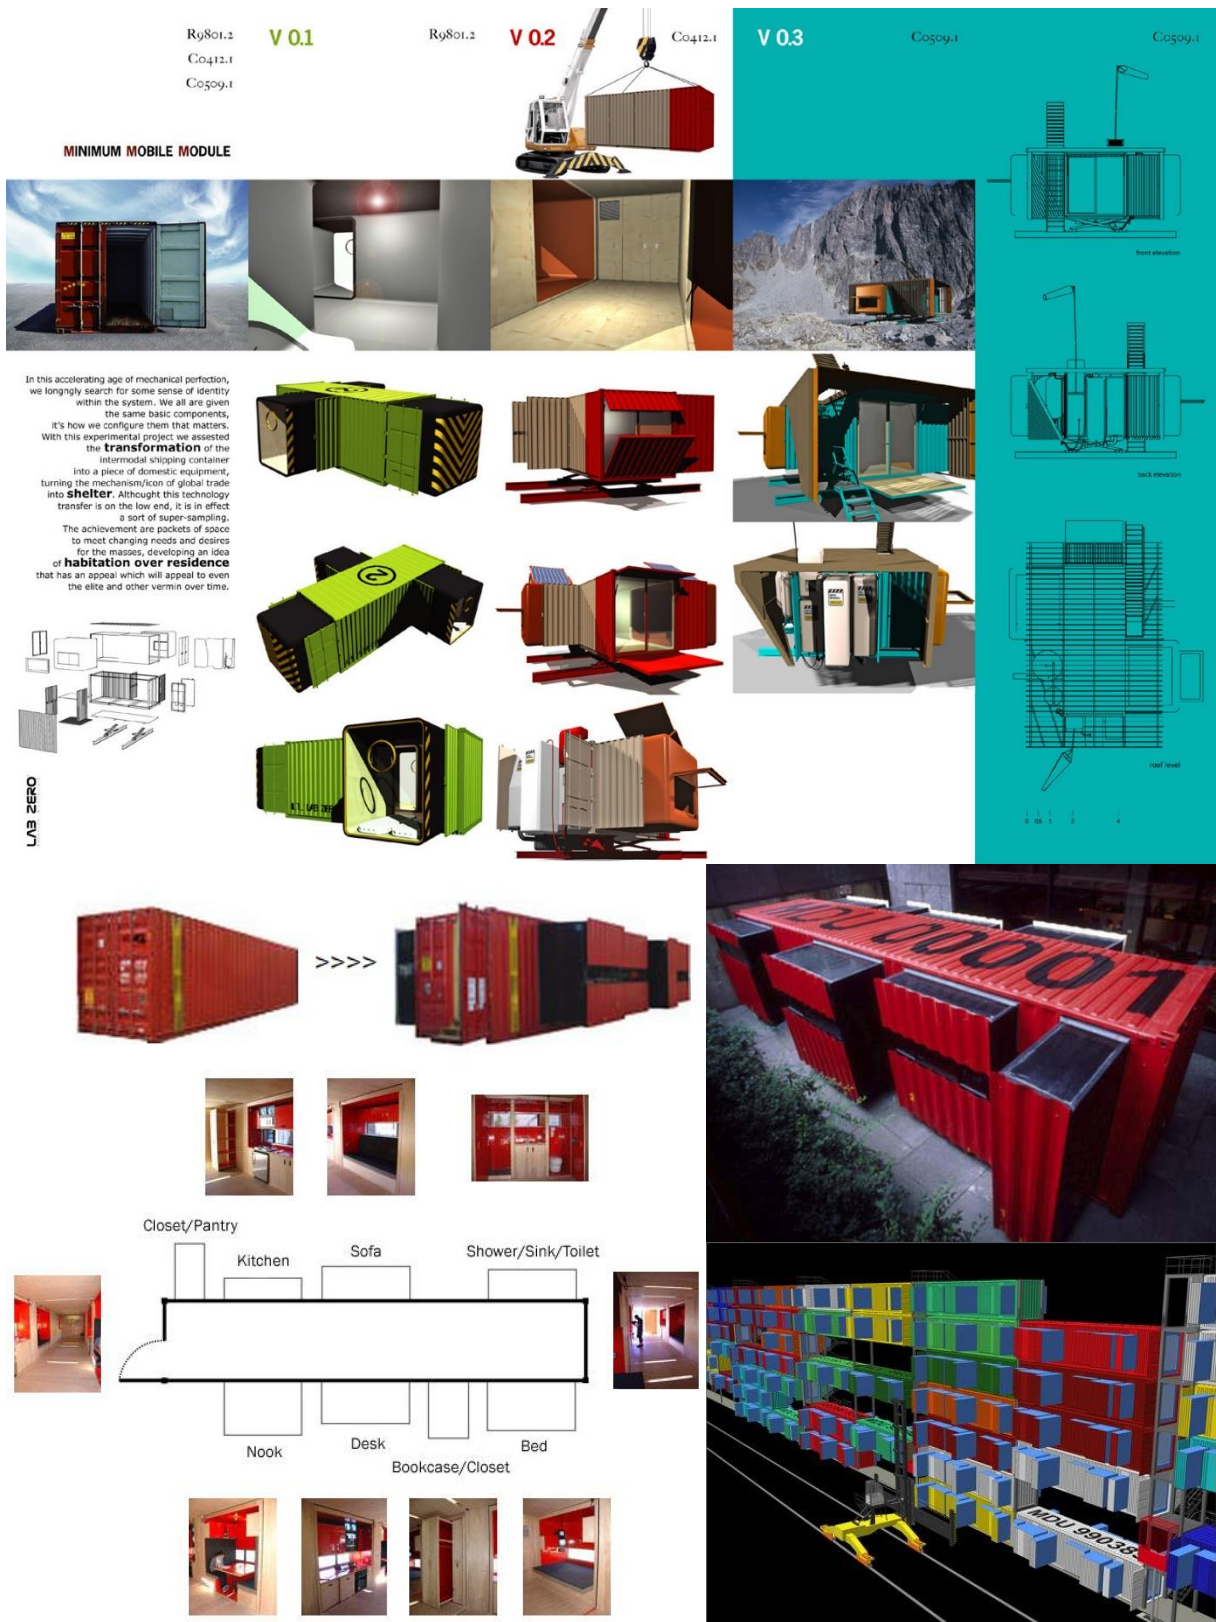 R9801.2
C0412.1
C0509.1
V 0.1
R9801.2
V 0.2
C0412.1
V 0.3
C0509.1
C0509.1
MINIMUM MOBILE MODULE
front elevation
In this accelerating age of mechanical perfection,
we longngly search for some sense of identity
within the system. We all are given
the same basic components,
it's how we configure them that matters.
With this experimental project we assested
the transformation of the
intermodal shipping container
into a piece of domestic equipment,
turning the mechanism/icon of global trade
into shelter. Althought this technology
transfer is on the low end, it is in effect
a sort of super-sampling.
The achievement are packets of space
to meet changing needs and desires
for the masses, developing an idea
of habitation over residence
that has an appeal which will appeal to even
the elite and other vermin over time.
back elevation
roof level
0 0,5 1 2 4
LAB ZERO
>>>>
MDU 00001
Closet/Pantry
Kitchen
Sofa
Shower/Sink/Toilet
Nook
Desk
Bed
Bookcase/Closet